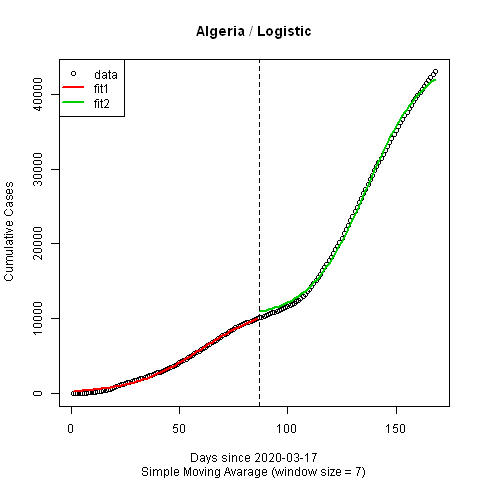 Algeria / Logistic
data
fit1
fit2
Cumulative Cases
40000
30000
20000
10000
0
0 50 100 150
Days since 2020-03-17
Simple Moving Avarage (window size = 7)